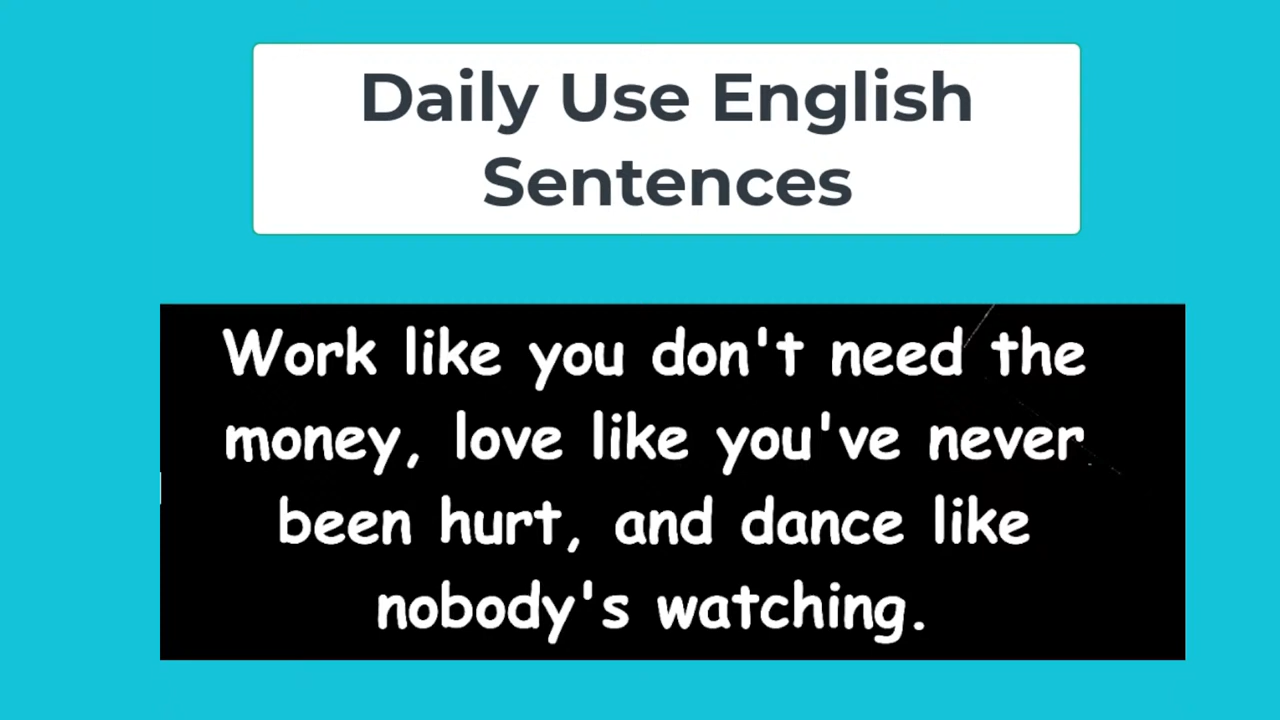 Daily Use English
Sentences
Work like you don't need the
money, love like you've never
been hurt, and dance like
nobody's watching.